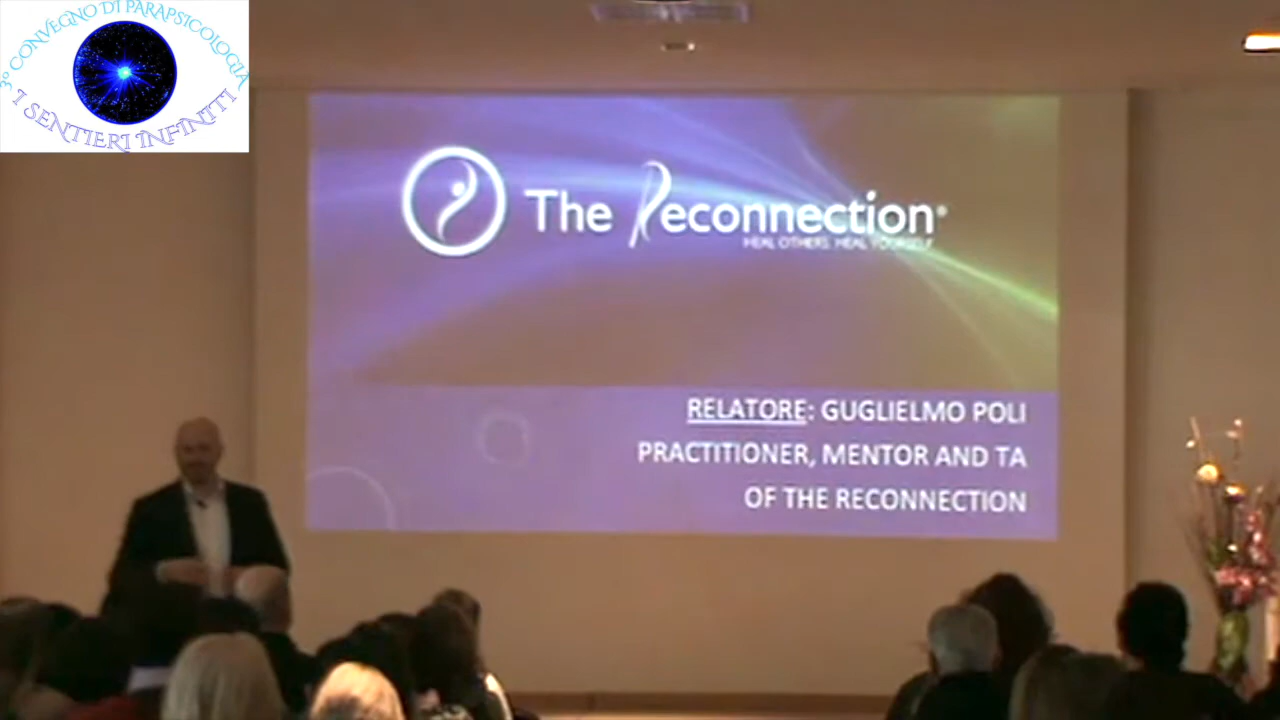 3° CONVEGNO DI PARAPSICOLOGIA
I SENTIERI INFINITI
The Reconnection®
HEAL OTHERS. HEAL YOURSELF
RELATORE: GUGLIELMO POLI
PRACTITIONER, MENTOR AND TA
OF THE RECONNECTION